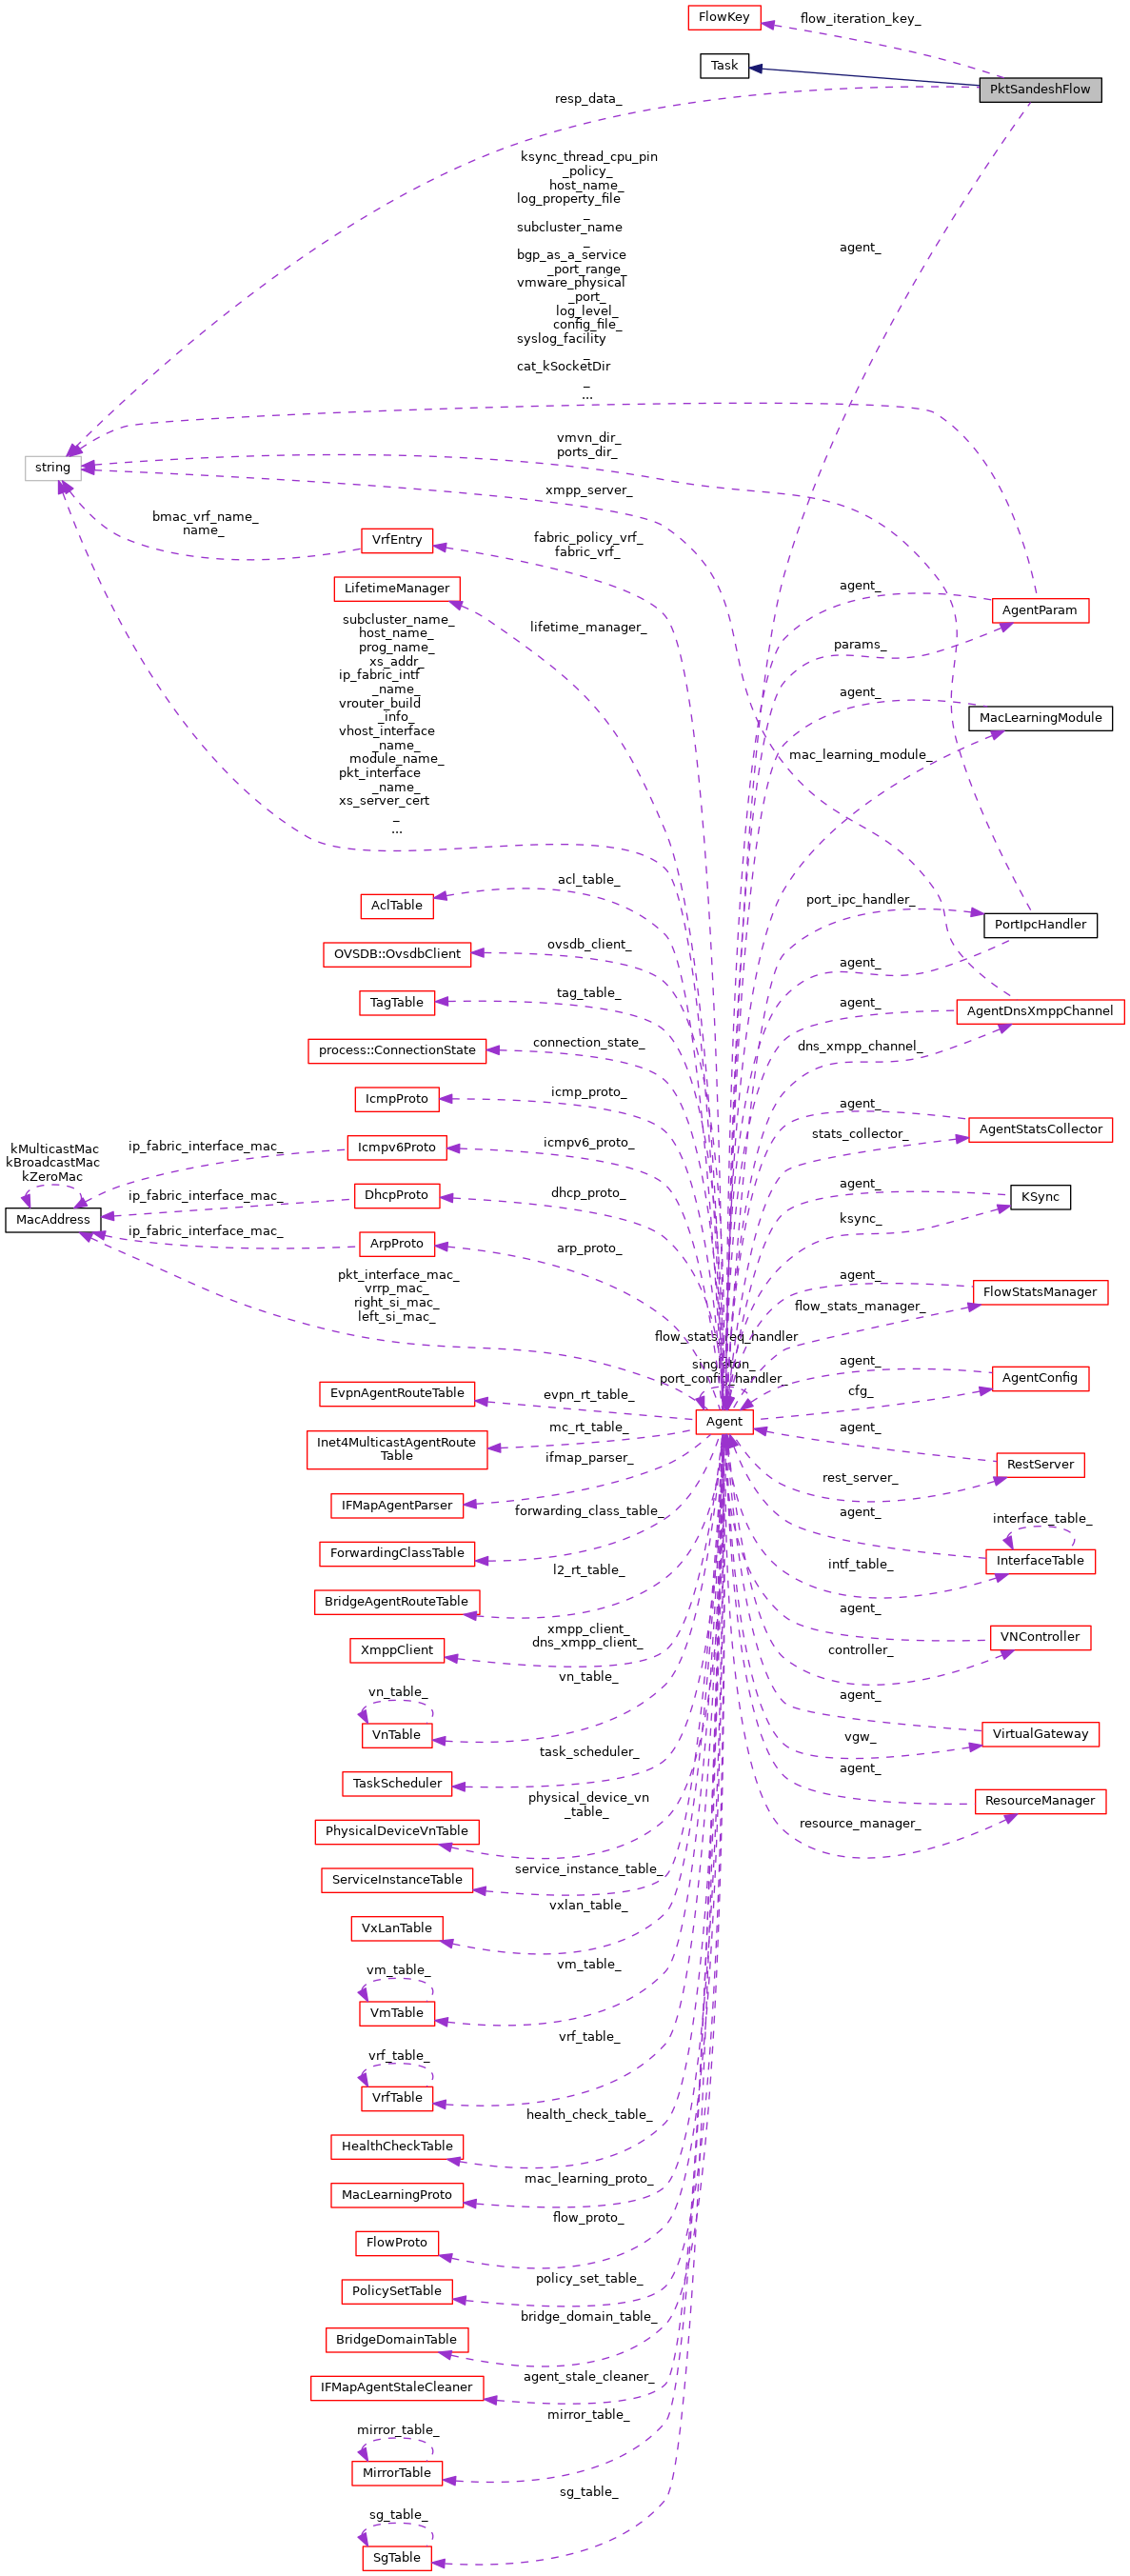 FlowKey
flow_iteration_key_
Task
PktSandeshFlow
resp_data_
ksync_thread_cpu_pin
_policy_
host_name_
log_property_file
_
subcluster_name
_
bgp_as_a_service
_port_range_
vmware_physical
_port_
log_level_
config_file_
syslog_facility
_
cat_kSocketDir
_
...
agent_
string
vmvn_dir_
ports_dir_
xmpp_server_
bmac_vrf_name_
name_
VrfEntry
fabric_policy_vrf_
fabric_vrf_
LifetimeManager
lifetime_manager_
agent_
AgentParam
params_
subcluster_name_
host_name_
prog_name_
xs_addr_
ip_fabric_intf
_name_
vrouter_build
_info_
vhost_interface
_name_
module_name_
pkt_interface
_name_
xs_server_cert
_
...
agent_
MacLearningModule
mac_learning_module_
AclTable
acl_table_
port_ipc_handler_
PortIpcHandler
OVSDB::OvsdbClient
ovsdb_client_
agent_
TagTable
tag_table_
agent_
AgentDnsXmppChannel
process::ConnectionState
connection_state_
dns_xmpp_channel_
IcmpProto
icmp_proto_
agent_
AgentStatsCollector
stats_collector_
kMulticastMac
kBroadcastMac
kZeroMac
ip_fabric_interface_mac_
Icmpv6Proto
icmpv6_proto_
MacAddress
ip_fabric_interface_mac_
DhcpProto
dhcp_proto_
agent_
KSync
ksync_
ip_fabric_interface_mac_
ArpProto
arp_proto_
pkt_interface_mac_
vrrp_mac_
right_si_mac_
left_si_mac_
agent_
FlowStatsManager
flow_stats_manager_
flow_stats_req_handler
singleton_
port_config_handler_
agent_
AgentConfig
cfg_
EvpnAgentRouteTable
evpn_rt_table_
Agent
Inet4MulticastAgentRoute
Table
mc_rt_table_
agent_
RestServer
rest_server_
IFMapAgentParser
ifmap_parser_
ForwardingClassTable
forwarding_class_table_
agent_
interface_table_
InterfaceTable
intf_table_
BridgeAgentRouteTable
l2_rt_table_
XmppClient
xmpp_client_
dns_xmpp_client_
agent_
VNController
controller_
vn_table_
VnTable
vn_table_
agent_
VirtualGateway
vgw_
TaskScheduler
task_scheduler_
agent_
ResourceManager
resource_manager_
PhysicalDeviceVnTable
physical_device_vn
_table_
ServiceInstanceTable
service_instance_table_
VxLanTable
vxlan_table_
vm_table_
VmTable
vm_table_
vrf_table_
VrfTable
vrf_table_
HealthCheckTable
health_check_table_
MacLearningProto
mac_learning_proto_
FlowProto
flow_proto_
PolicySetTable
policy_set_table_
BridgeDomainTable
bridge_domain_table_
IFMapAgentStaleCleaner
agent_stale_cleaner_
mirror_table_
MirrorTable
mirror_table_
sg_table_
SgTable
sg_table_